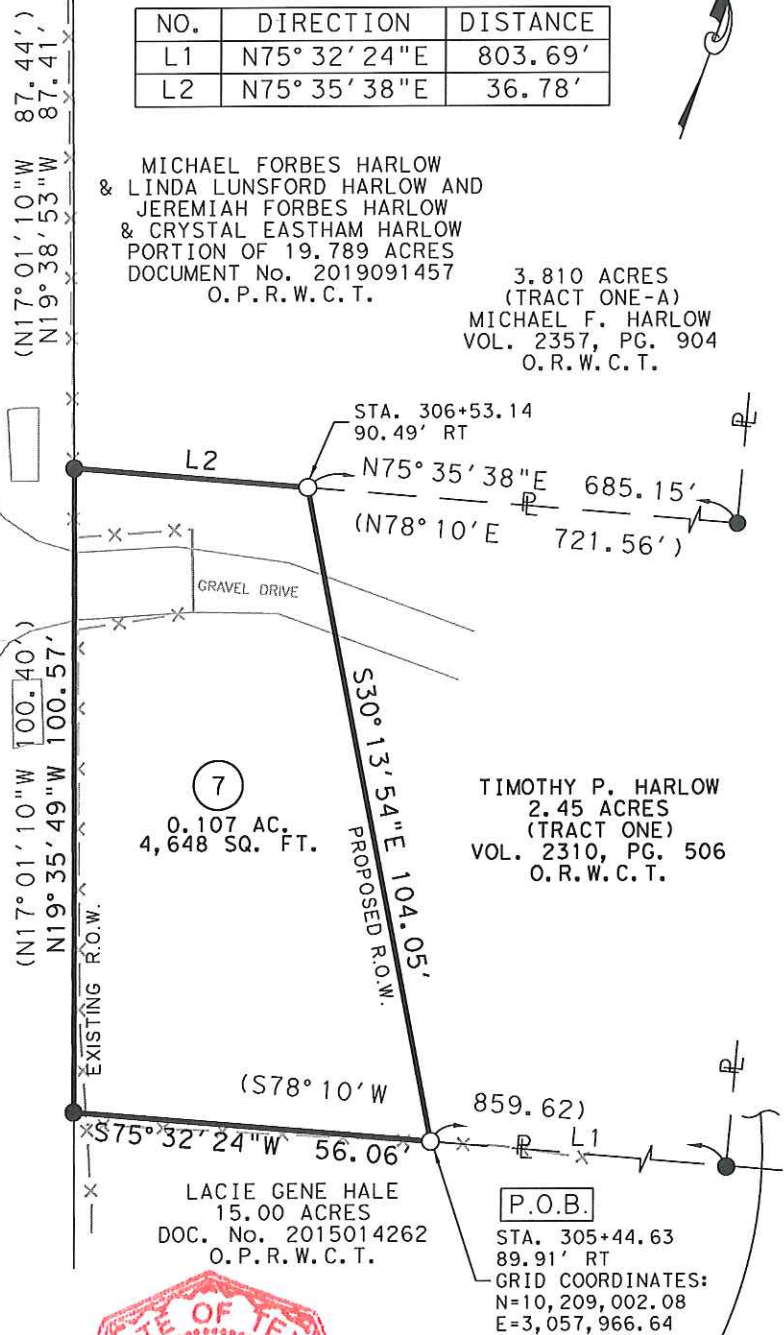 NO. DIRECTION DISTANCE
L1 N75°32'24"E 803.69'
L2 N75°35'38"E 36.78'
(N17°01'10"W 87.44')
N19°38'53"W 87.41'
MICHAEL FORBES HARLOW
& LINDA LUNSFORD HARLOW AND
JEREMIAH FORBES HARLOW
& CRYSTAL EASTHAM HARLOW
PORTION OF 19.789 ACRES
DOCUMENT No. 2019091457
O.P.R.W.C.T.
3.810 ACRES
(TRACT ONE-A)
MICHAEL F. HARLOW
VOL. 2357, PG. 904
O.R.W.C.T.
STA. 306+53.14
90.49' RT
L2
N75°35'38"E 685.15'
(N78°10'E 721.56')
PL
PL
GRAVEL DRIVE
(N17°01'10"W 100.40')
N19°35'49"W 100.57'
EXISTING R.O.W.
7
0.107 AC.
4,648 SQ. FT.
S30°13'54"E 104.05'
PROPOSED R.O.W.
TIMOTHY P. HARLOW
2.45 ACRES
(TRACT ONE)
VOL. 2310, PG. 506
O.R.W.C.T.
(S78°10'W 859.62)
S75°32'24"W 56.06'
PL
L1
PL
LACIE GENE HALE
15.00 ACRES
DOC. No. 2015014262
O.P.R.W.C.T.
P.O.B.
STA. 305+44.63
89.91' RT
GRID COORDINATES:
N=10,209,002.08
E=3,057,966.64
OF